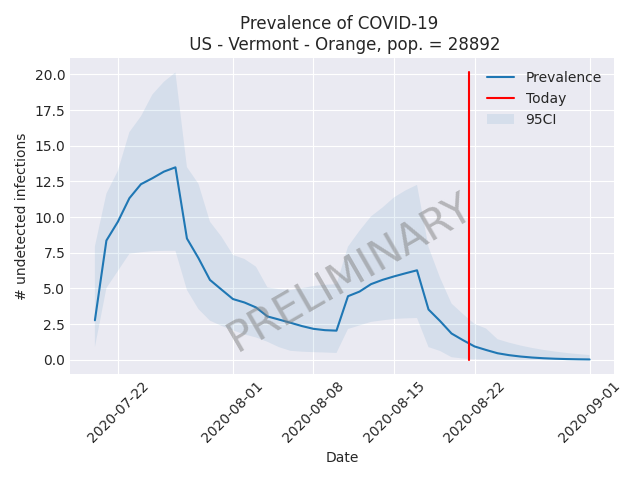 Prevalence of COVID-19
US - Vermont - Orange, pop. = 28892
# undetected infections
20.0
17.5
15.0
12.5
10.0
7.5
5.0
2.5
0.0
Prevalence
Today
95CI
PRELIMINARY
2020-07-22
2020-08-01
2020-08-08
2020-08-15
2020-08-22
2020-09-01
Date